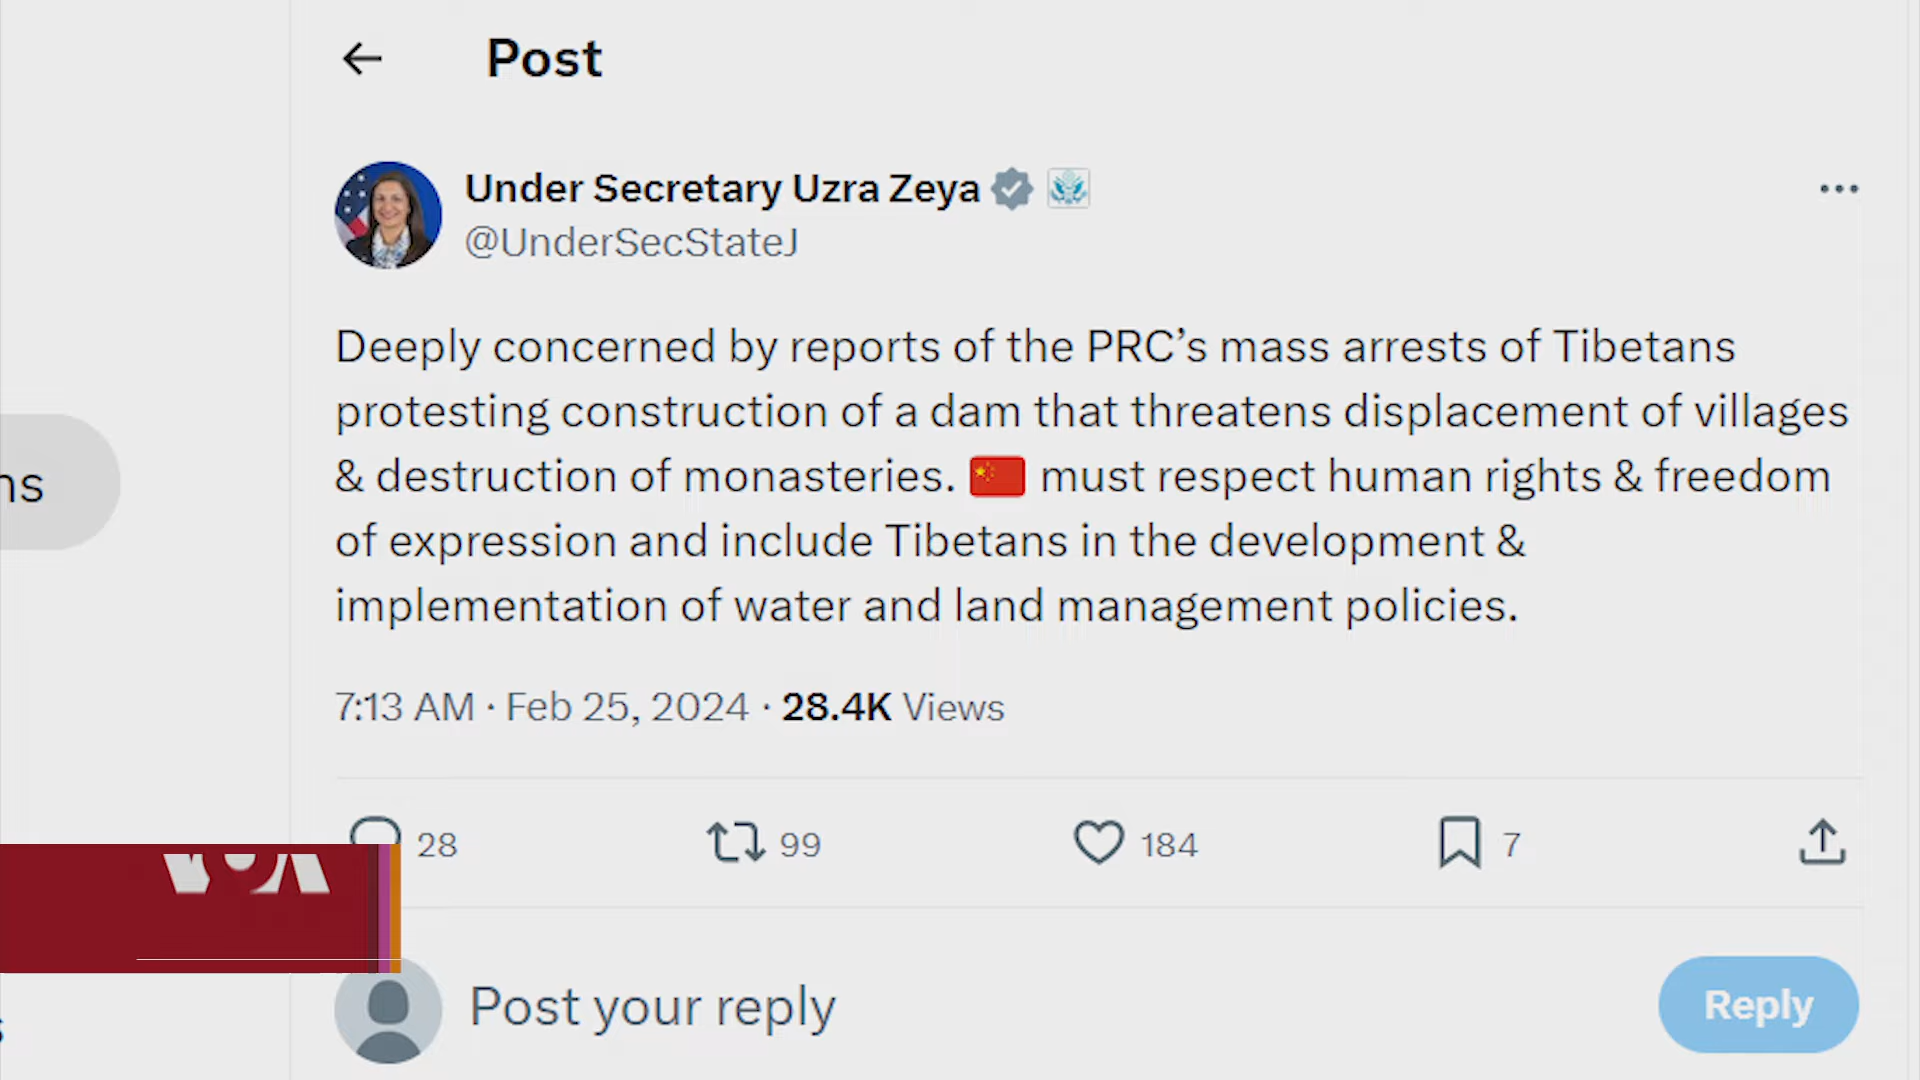 Post
Under Secretary Uzra Zeya
@UnderSecStateJ
Deeply concerned by reports of the PRC’s mass arrests of Tibetans
protesting construction of a dam that threatens displacement of villages
& destruction of monasteries. 🇨🇳 must respect human rights & freedom
of expression and include Tibetans in the development &
implementation of water and land management policies.
7:13 AM · Feb 25, 2024 · 28.4K Views
28 99 184 7
VOA
Post your reply
Reply